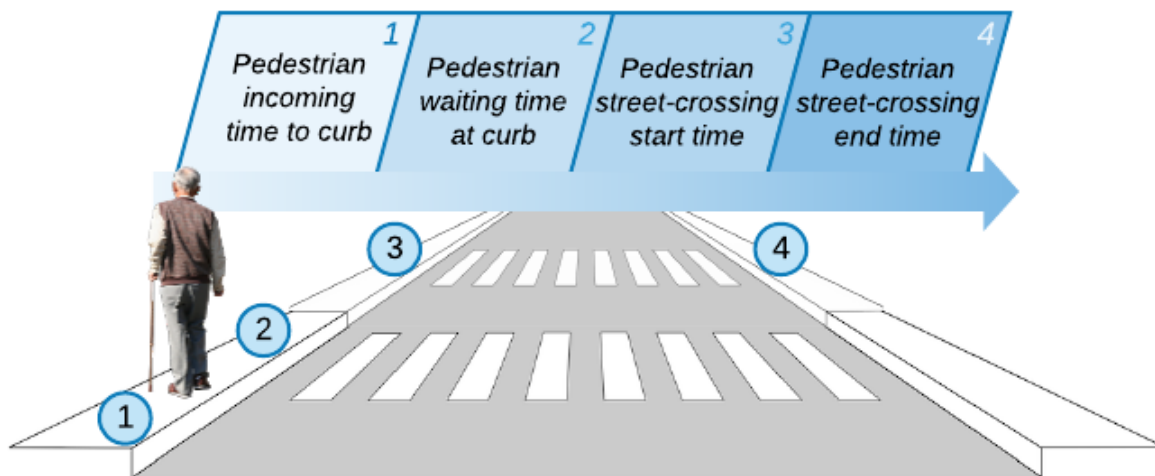 1
Pedestrian
incoming
time to curb
2
Pedestrian
waiting time
at curb
3
Pedestrian
street-crossing
start time
4
Pedestrian
street-crossing
end time
3
4
2
1